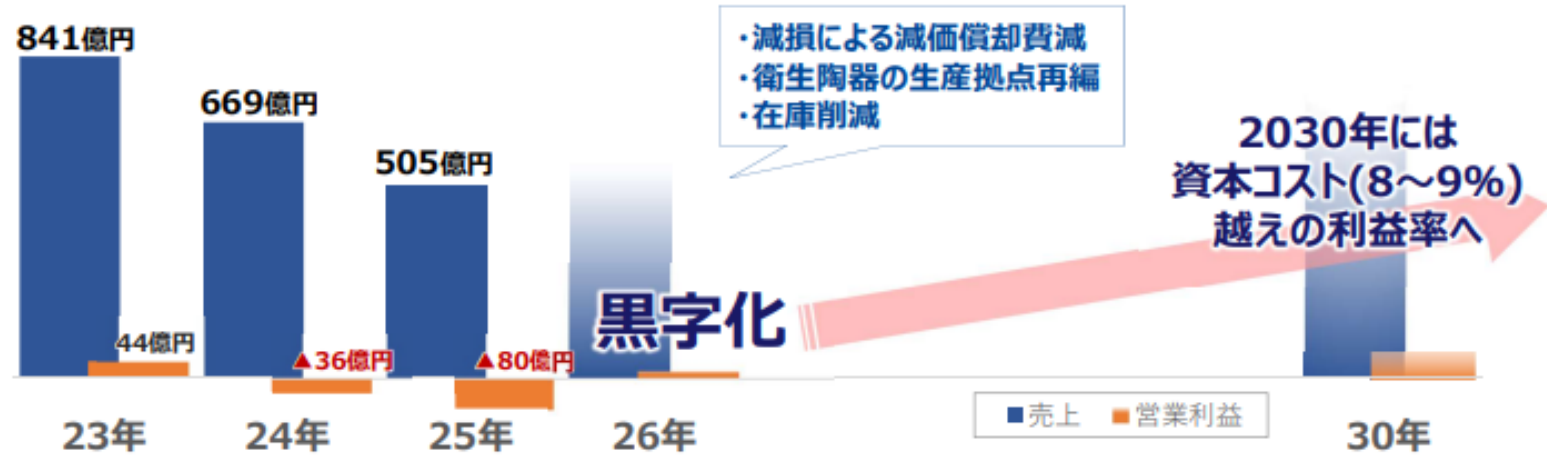 841億円
669億円
505億円
・減損による減価償却費減
・衛生陶器の生産拠点再編
・在庫削減
2030年には
資本コスト(8～9%)
越えの利益率へ
黒字化
44億円
▲36億円
▲80億円
23年
24年
25年
26年
30年
売上
営業利益